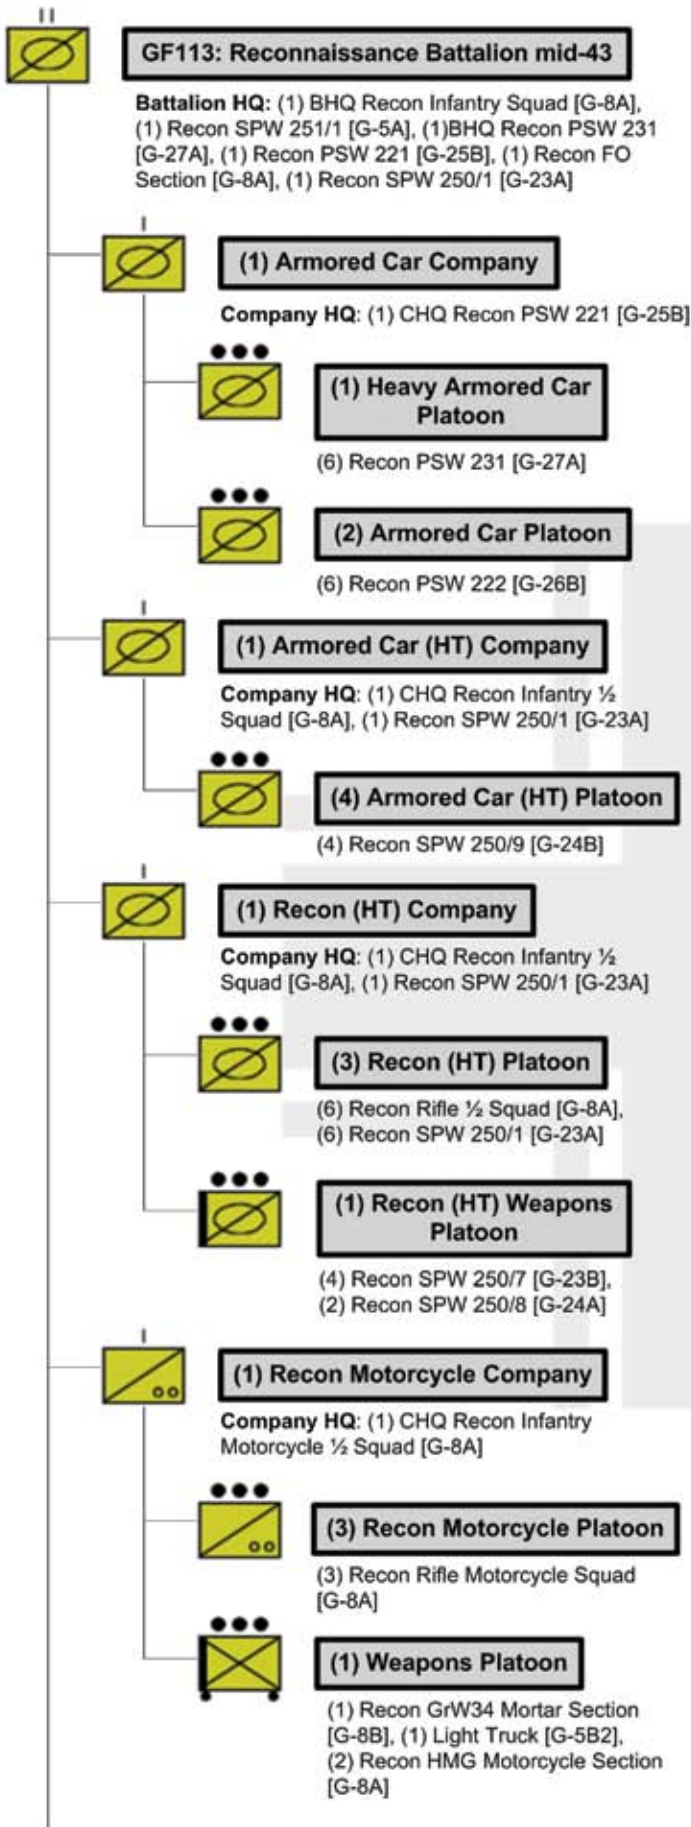 GF113: Reconnaissance Battalion mid-43
Battalion HQ: (1) BHQ Recon Infantry Squad [G-8A],
(1) Recon SPW 251/1 [G-5A], (1)BHQ Recon PSW 231
[G-27A], (1) Recon PSW 221 [G-25B], (1) Recon FO
Section [G-8A], (1) Recon SPW 250/1 [G-23A]
(1) Armored Car Company
Company HQ: (1) CHQ Recon PSW 221 [G-25B]
(1) Heavy Armored Car
Platoon
(6) Recon PSW 231 [G-27A]
(2) Armored Car Platoon
(6) Recon PSW 222 [G-26B]
(1) Armored Car (HT) Company
Company HQ: (1) CHQ Recon Infantry ½
Squad [G-8A], (1) Recon SPW 250/1 [G-23A]
(4) Armored Car (HT) Platoon
(4) Recon SPW 250/9 [G-24B]
(1) Recon (HT) Company
Company HQ: (1) CHQ Recon Infantry ½
Squad [G-8A], (1) Recon SPW 250/1 [G-23A]
(3) Recon (HT) Platoon
(6) Recon Rifle ½ Squad [G-8A],
(6) Recon SPW 250/1 [G-23A]
(1) Recon (HT) Weapons
Platoon
(4) Recon SPW 250/7 [G-23B],
(2) Recon SPW 250/8 [G-24A]
(1) Recon Motorcycle Company
Company HQ: (1) CHQ Recon Infantry
Motorcycle ½ Squad [G-8A]
(3) Recon Motorcycle Platoon
(3) Recon Rifle Motorcycle Squad
[G-8A]
(1) Weapons Platoon
(1) Recon GrW34 Mortar Section
[G-8B], (1) Light Truck [G-5B2],
(2) Recon HMG Motorcycle Section
[G-8A]